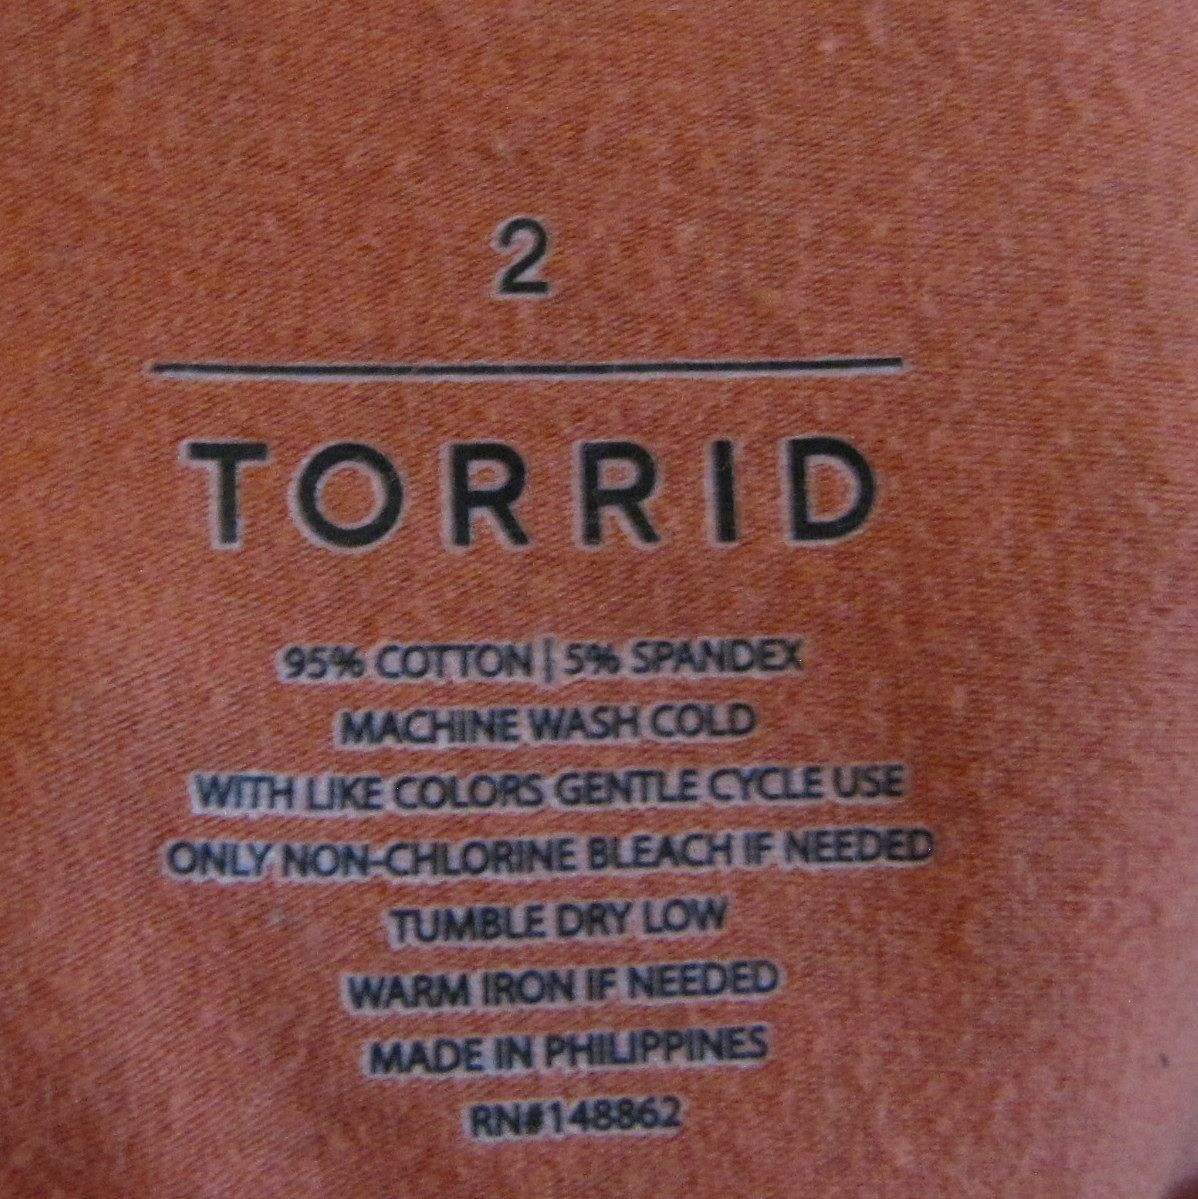 2
TORRID
95% COTTON | 5% SPANDEX
MACHINE WASH COLD
WITH LIKE COLORS GENTLE CYCLE USE
ONLY NON-CHLORINE BLEACH IF NEEDED
TUMBLE DRY LOW
WARM IRON IF NEEDED
MADE IN PHILIPPINES
RN#148862